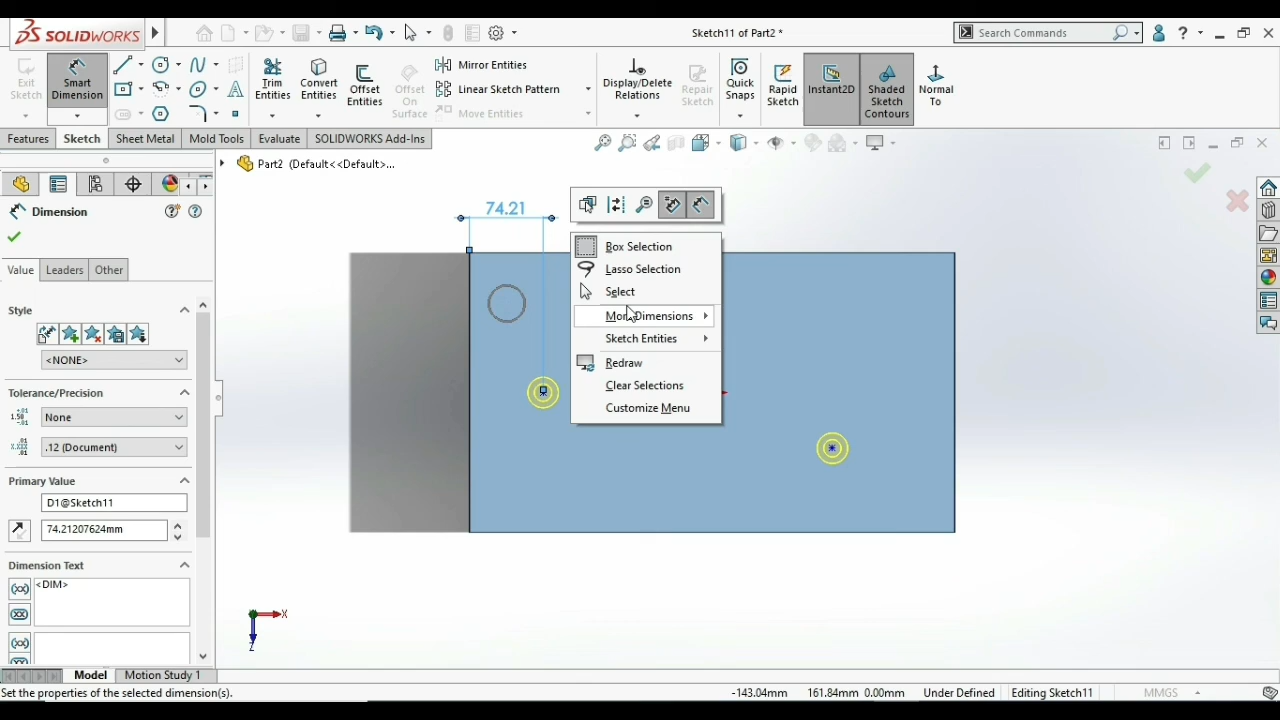 SOLIDWORKS
Sketch11 of Part2 *
Search Commands
Exit Sketch
Smart Dimension
Trim Entities
Convert Entities
Offset Entities
Offset On Surface
Mirror Entities
Linear Sketch Pattern
Move Entities
Display/Delete Relations
Repair Sketch
Quick Snaps
Rapid Sketch
Instant2D
Shaded Sketch Contours
Normal To
Features
Sketch
Sheet Metal
Mold Tools
Evaluate
SOLIDWORKS Add-Ins
Part2 (Default<<Default>...
Dimension
Value
Leaders
Other
Style
<NONE>
Tolerance/Precision
None
.12 (Document)
Primary Value
D1@Sketch11
74.21207624mm
Dimension Text
<DIM>
74.21
Box Selection
Lasso Selection
Select
More Dimensions
Sketch Entities
Redraw
Clear Selections
Customize Menu
X
Z
Model
Motion Study 1
Set the properties of the selected dimension(s).
-143.04mm
161.84mm 0.00mm
Under Defined
Editing Sketch11
MMGS